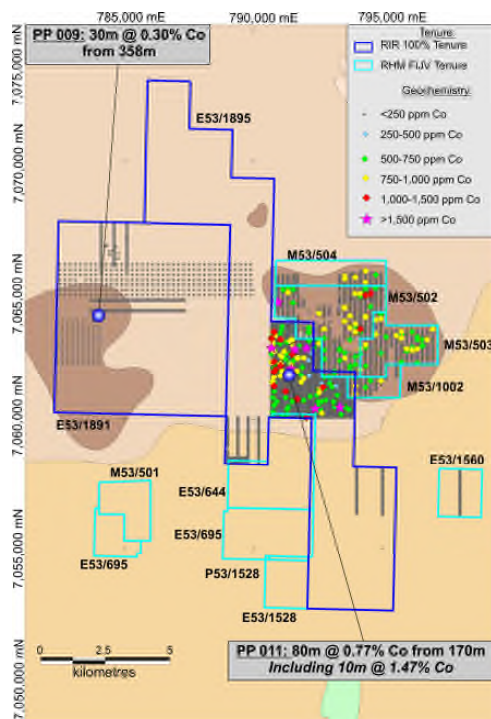 785,000 mE
790,000 mE
795,000 mE
PP 009: 30m @ 0.30% Co
from 358m
Tenure:
RIR 100% Tenure
RHM FIJV Tenure
Geochemistry:
<250 ppm Co
250-500 ppm Co
500-750 ppm Co
750-1,000 ppm Co
1,000-1,500 ppm Co
>1,500 ppm Co
7,075,000 mN
7,070,000 mN
7,065,000 mN
7,060,000 mN
7,055,000 mN
7,050,000 mN
E53/1895
M53/504
M53/502
M53/503
M53/1002
E53/1891
M53/501
E53/644
E53/1560
E53/695
E53/695
P53/1528
E53/1528
0 2.5 5
kilometres
PP 011: 80m @ 0.77% Co from 170m
Including 10m @ 1.47% Co